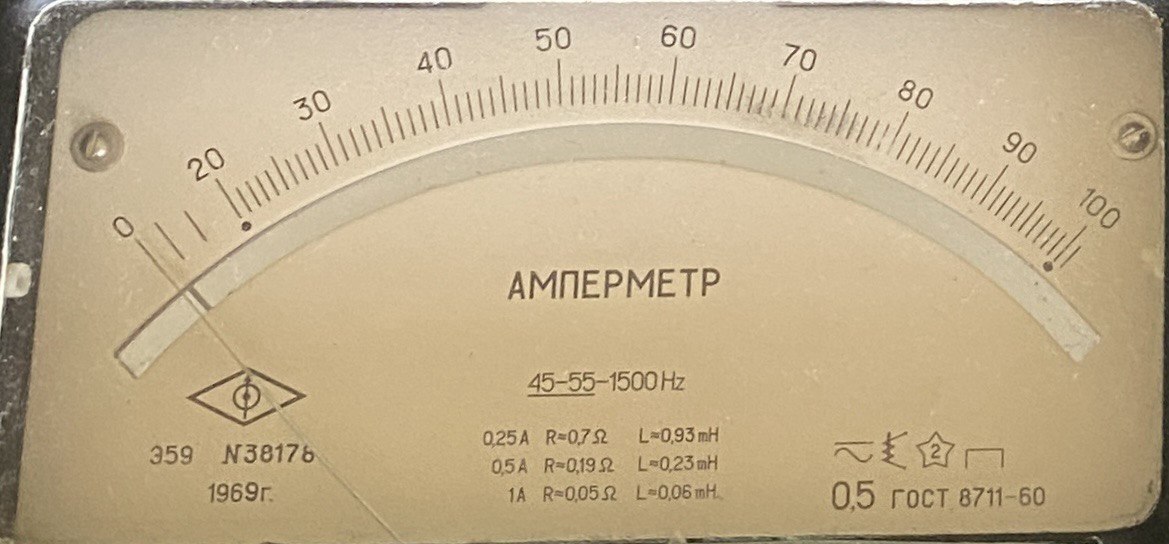 0 20 30 40 50 60 70 80 90 100
АМПЕРМЕТР
45-55-1500 Hz
0,25 A R≈0,7 Ω L≈0,93 mH
0,5 A R≈0,19 Ω L≈0,23 mH
1 A R≈0,05 Ω L≈0,06 mH
Э59 N38178
1969г.
2
0,5 ГОСТ 8711-60